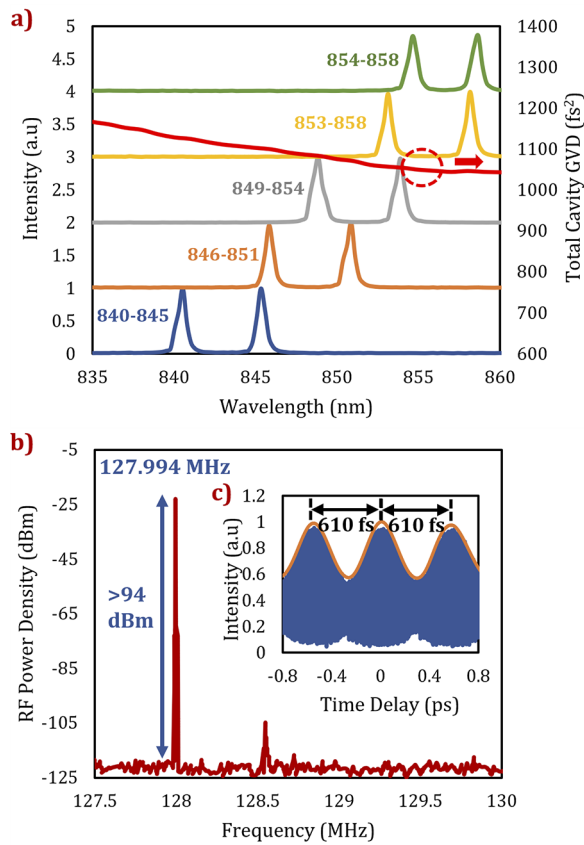 a)
5
4.5
4
3.5
3
2.5
2
1.5
1
0.5
0
Intensity (a.u)
1400
1300
1200
1100
1000
900
800
700
600
Total Cavity GVD (fs²)
854-858
853-858
849-854
846-851
840-845
835 840 845 850 855 860
Wavelength (nm)
b)
-5
-25
-45
-65
-85
-105
-125
RF Power Density (dBm)
127.994 MHz
>94
dBm
127.5 128 128.5 129 129.5 130
Frequency (MHz)
c)
1.2
1
0.8
0.6
0.4
0.2
0
Intensity (a.u)
610 fs 610 fs
-0.8 -0.4 0 0.4 0.8
Time Delay (ps)